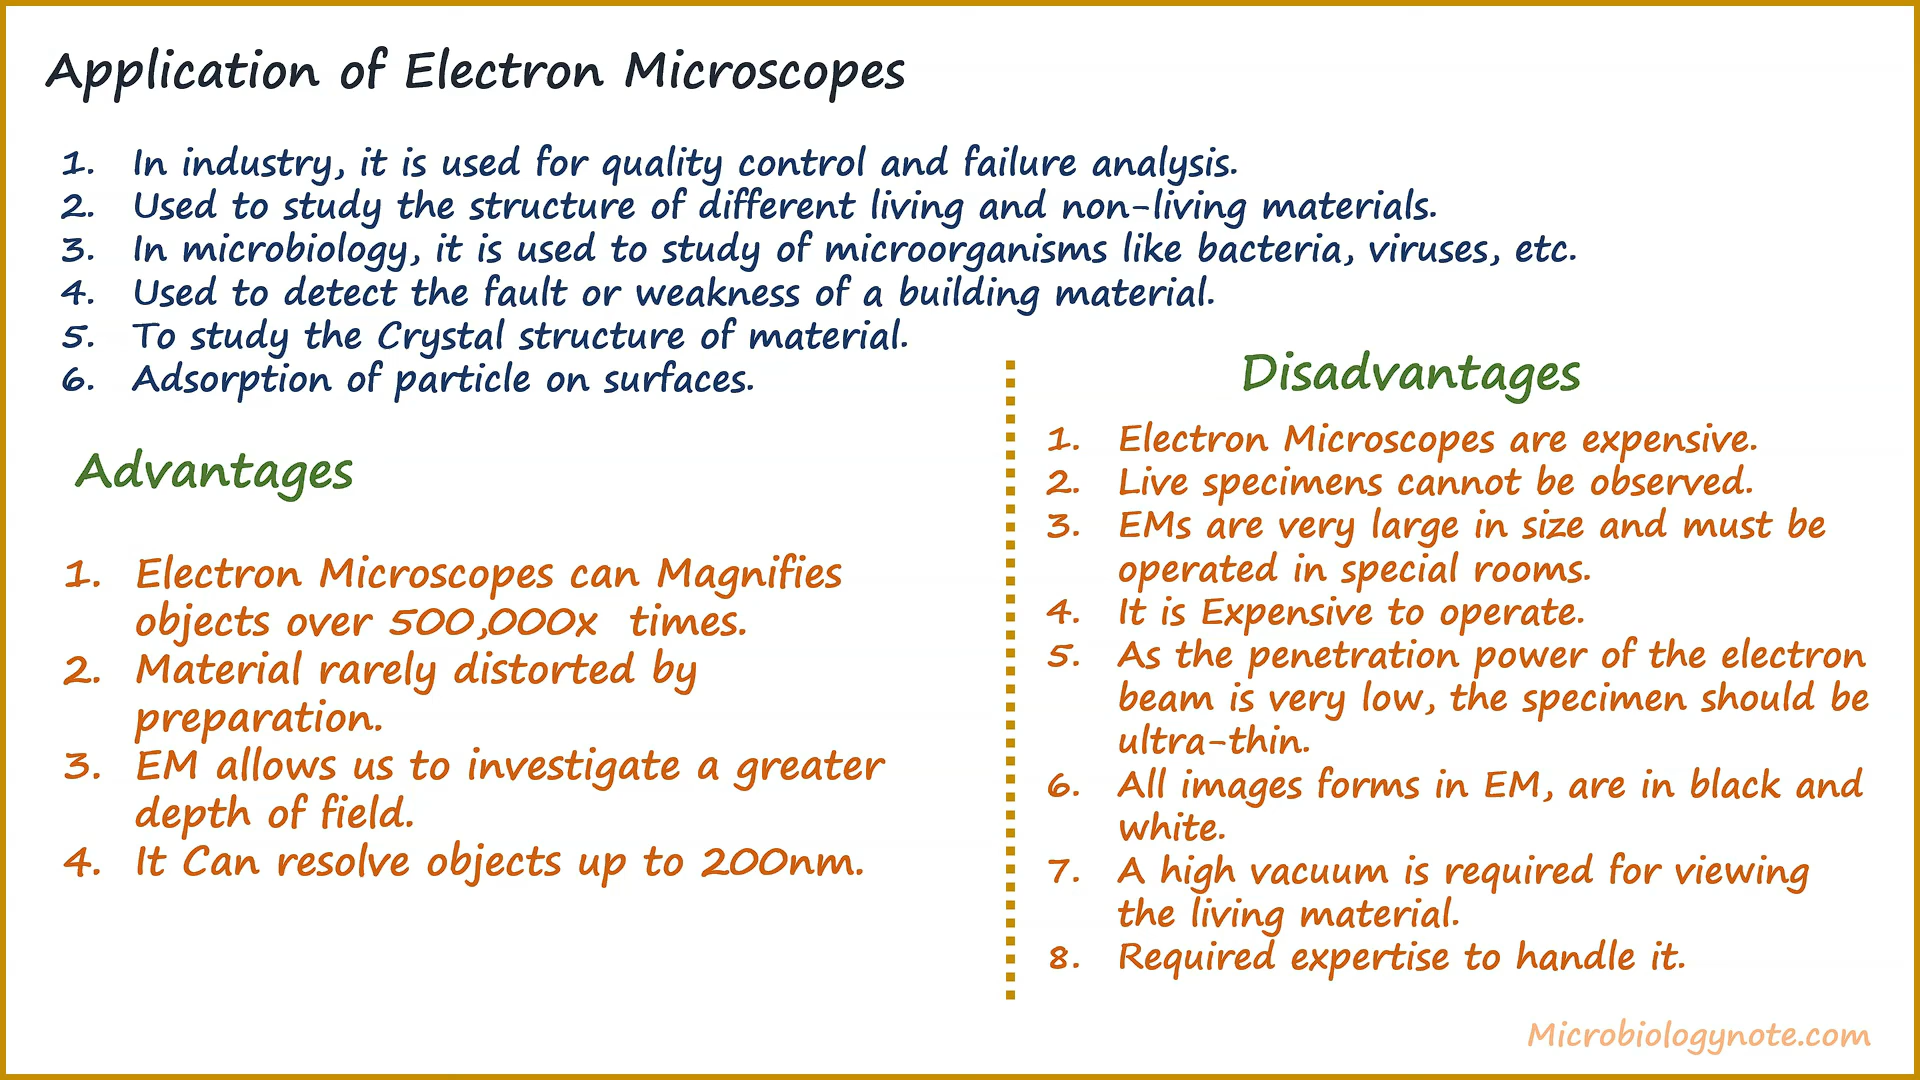 Application of Electron Microscopes
1. In industry, it is used for quality control and failure analysis.
2. Used to study the structure of different living and non-living materials.
3. In microbiology, it is used to study of microorganisms like bacteria, viruses, etc.
4. Used to detect the fault or weakness of a building material.
5. To study the Crystal structure of material.
6. Adsorption of particle on surfaces.
Advantages
1. Electron Microscopes can Magnifies
objects over 500,000x times.
2. Material rarely distorted by
preparation.
3. EM allows us to investigate a greater
depth of field.
4. It Can resolve objects up to 200nm.
Disadvantages
1. Electron Microscopes are expensive.
2. Live specimens cannot be observed.
3. EMs are very large in size and must be
operated in special rooms.
4. It is Expensive to operate.
5. As the penetration power of the electron
beam is very low, the specimen should be
ultra-thin.
6. All images forms in EM, are in black and
white.
7. A high vacuum is required for viewing
the living material.
8. Required expertise to handle it.
Microbiologynote.com